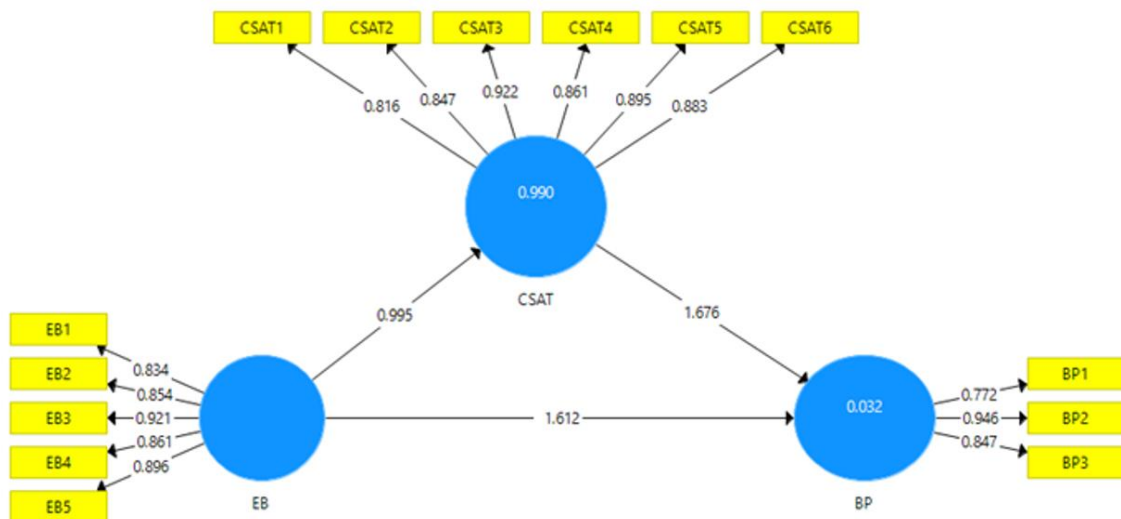 CSAT1 CSAT2 CSAT3 CSAT4 CSAT5 CSAT6
0.816 0.847 0.922 0.861 0.895 0.883
0.990
CSAT
0.995 1.676
EB1
EB2
EB3
EB4
EB5
0.834
0.854
0.921
0.861
0.896
EB
1.612
0.032
BP
0.772
0.946
0.847
BP1
BP2
BP3